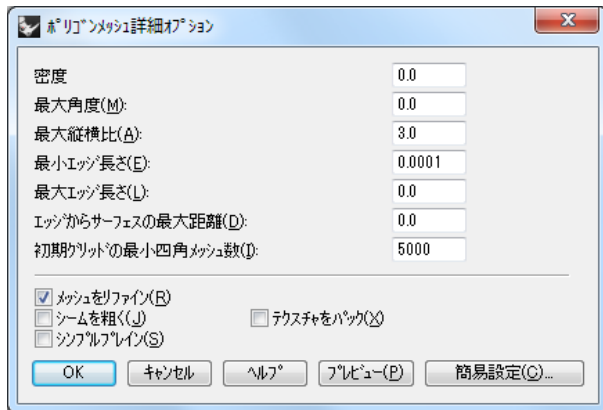 ﾎﾟﾘｺﾞﾝﾒｯｼｭ詳細ｵﾌﾟｼｮﾝ
密度 0.0
最大角度(M): 0.0
最大縦横比(A): 3.0
最小ｴｯｼﾞ長さ(E): 0.0001
最大ｴｯｼﾞ長さ(L): 0.0
ｴｯｼﾞからｻｰﾌｪｽの最大距離(D): 0.0
初期ｸﾞﾘｯﾄﾞの最小四角ﾒｯｼｭ数(I): 5000
ﾒｯｼｭをﾘﾌｧｲﾝ(R)
ｼｰﾑを粗く(J) ﾃｸｽﾁｬをﾊﾟｯｸ(X)
ｼﾝﾌﾟﾙﾌﾟﾚｲﾝ(S)
OK ｷｬﾝｾﾙ ﾍﾙﾌﾟ ﾌﾟﾚﾋﾞｭｰ(P) 簡易設定(C)...